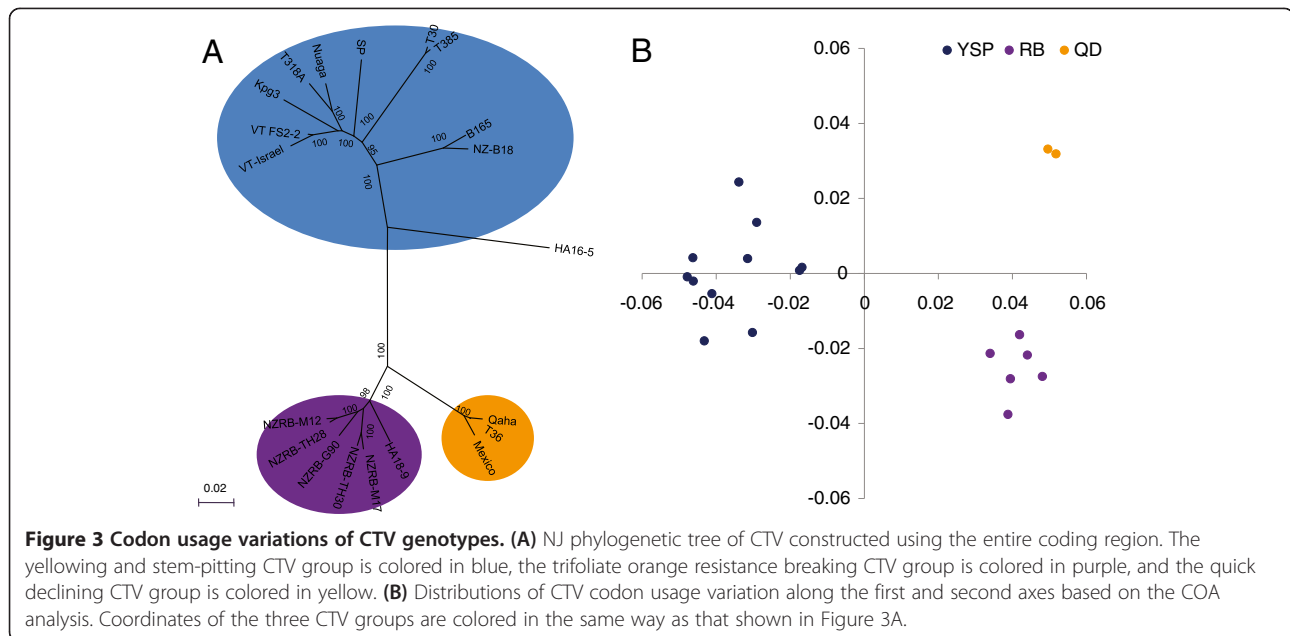 A
T30
T385
SP
Nuaga
T318A
Kpg3
VT FS2-2
VT-Israel
B165
NZ-B18
100
100
100
100
100
100
95
100
100
HA16-5
100
98
100
NZRB-M12
100
NZRB-TH28
NZRB-G90
NZRB-TH30
100
NZRB-M17
HA18-9
100
Qaha
T36
Mexico
0.02
B
YSP RB QD
0.06
0.04
0.02
0
-0.06 -0.04 -0.02 0 0.02 0.04 0.06
-0.02
-0.04
-0.06
Figure 3 Codon usage variations of CTV genotypes. (A) NJ phylogenetic tree of CTV constructed using the entire coding region. The
yellowing and stem-pitting CTV group is colored in blue, the trifoliate orange resistance breaking CTV group is colored in purple, and the quick
declining CTV group is colored in yellow. (B) Distributions of CTV codon usage variation along the first and second axes based on the COA
analysis. Coordinates of the three CTV groups are colored in the same way as that shown in Figure 3A.